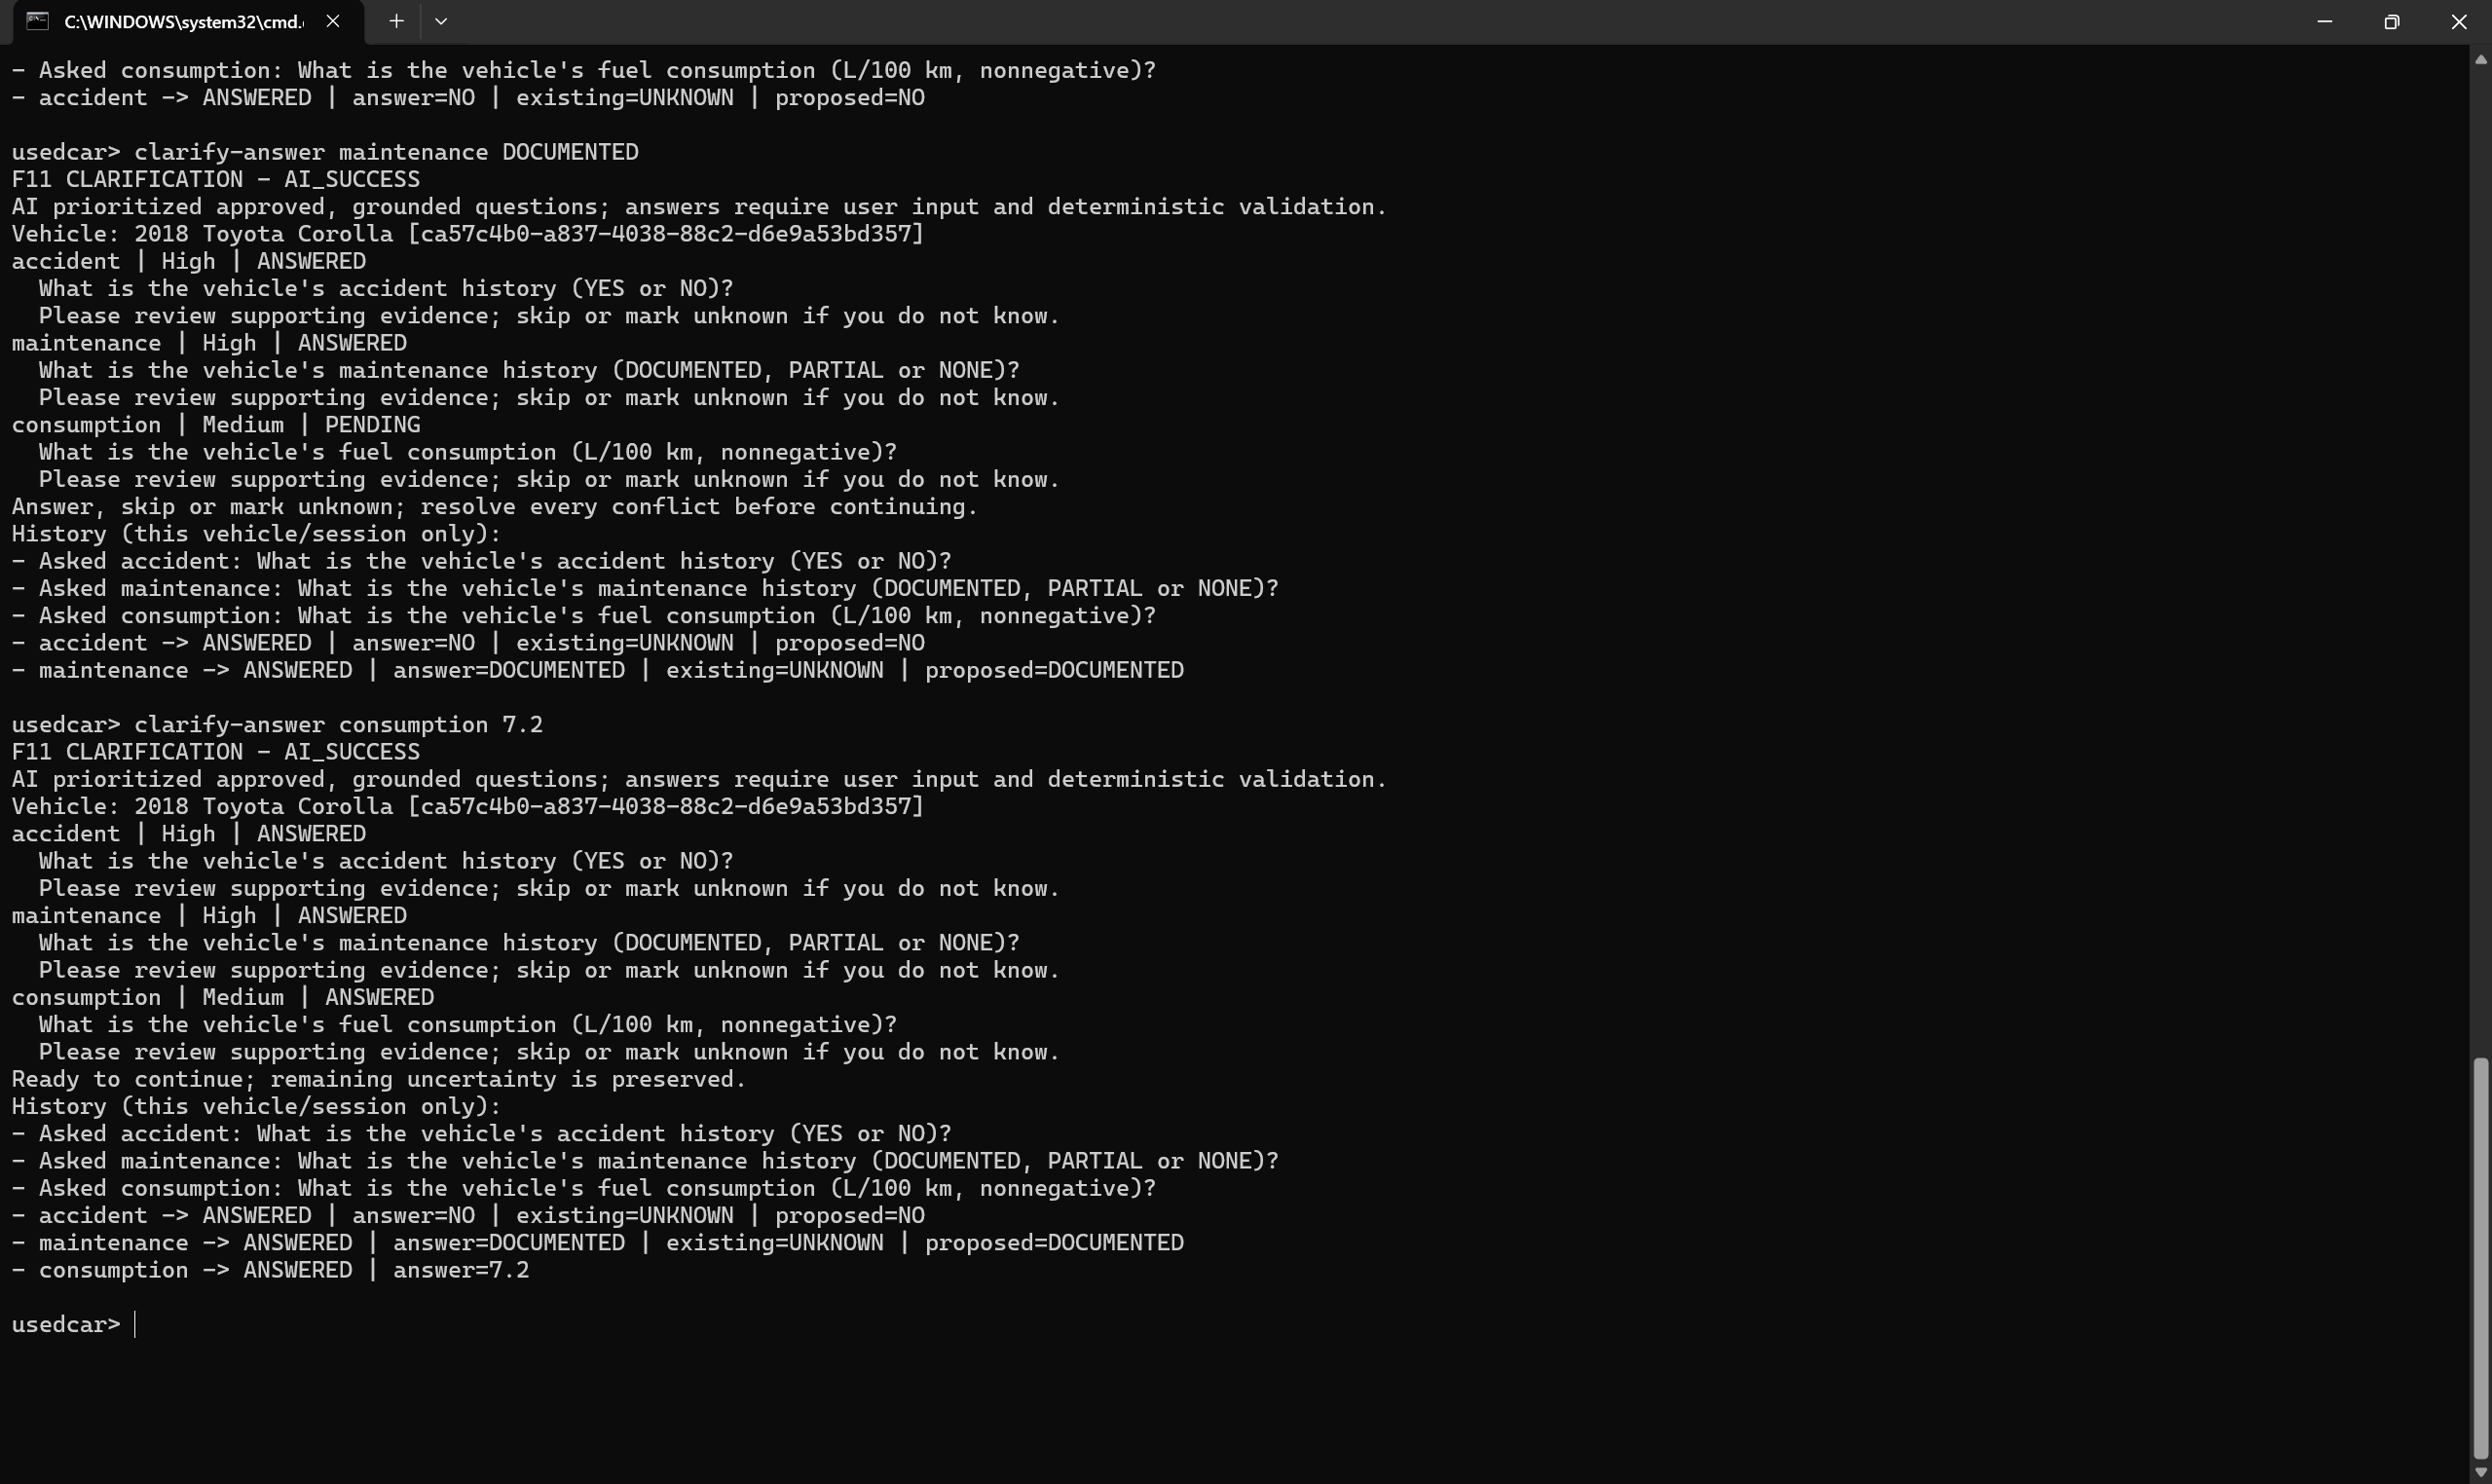 C:\WINDOWS\system32\cmd.
- Asked consumption: What is the vehicle's fuel consumption (L/100 km, nonnegative)?
- accident -> ANSWERED | answer=NO | existing=UNKNOWN | proposed=NO
usedcar> clarify-answer maintenance DOCUMENTED
F11 CLARIFICATION - AI_SUCCESS
AI prioritized approved, grounded questions; answers require user input and deterministic validation.
Vehicle: 2018 Toyota Corolla [ca57c4b0-a837-4038-88c2-d6e9a53bd357]
accident | High | ANSWERED
  What is the vehicle's accident history (YES or NO)?
  Please review supporting evidence; skip or mark unknown if you do not know.
maintenance | High | ANSWERED
  What is the vehicle's maintenance history (DOCUMENTED, PARTIAL or NONE)?
  Please review supporting evidence; skip or mark unknown if you do not know.
consumption | Medium | PENDING
  What is the vehicle's fuel consumption (L/100 km, nonnegative)?
  Please review supporting evidence; skip or mark unknown if you do not know.
Answer, skip or mark unknown; resolve every conflict before continuing.
History (this vehicle/session only):
- Asked accident: What is the vehicle's accident history (YES or NO)?
- Asked maintenance: What is the vehicle's maintenance history (DOCUMENTED, PARTIAL or NONE)?
- Asked consumption: What is the vehicle's fuel consumption (L/100 km, nonnegative)?
- accident -> ANSWERED | answer=NO | existing=UNKNOWN | proposed=NO
- maintenance -> ANSWERED | answer=DOCUMENTED | existing=UNKNOWN | proposed=DOCUMENTED
usedcar> clarify-answer consumption 7.2
F11 CLARIFICATION - AI_SUCCESS
AI prioritized approved, grounded questions; answers require user input and deterministic validation.
Vehicle: 2018 Toyota Corolla [ca57c4b0-a837-4038-88c2-d6e9a53bd357]
accident | High | ANSWERED
  What is the vehicle's accident history (YES or NO)?
  Please review supporting evidence; skip or mark unknown if you do not know.
maintenance | High | ANSWERED
  What is the vehicle's maintenance history (DOCUMENTED, PARTIAL or NONE)?
  Please review supporting evidence; skip or mark unknown if you do not know.
consumption | Medium | ANSWERED
  What is the vehicle's fuel consumption (L/100 km, nonnegative)?
  Please review supporting evidence; skip or mark unknown if you do not know.
Ready to continue; remaining uncertainty is preserved.
History (this vehicle/session only):
- Asked accident: What is the vehicle's accident history (YES or NO)?
- Asked maintenance: What is the vehicle's maintenance history (DOCUMENTED, PARTIAL or NONE)?
- Asked consumption: What is the vehicle's fuel consumption (L/100 km, nonnegative)?
- accident -> ANSWERED | answer=NO | existing=UNKNOWN | proposed=NO
- maintenance -> ANSWERED | answer=DOCUMENTED | existing=UNKNOWN | proposed=DOCUMENTED
- consumption -> ANSWERED | answer=7.2
usedcar>